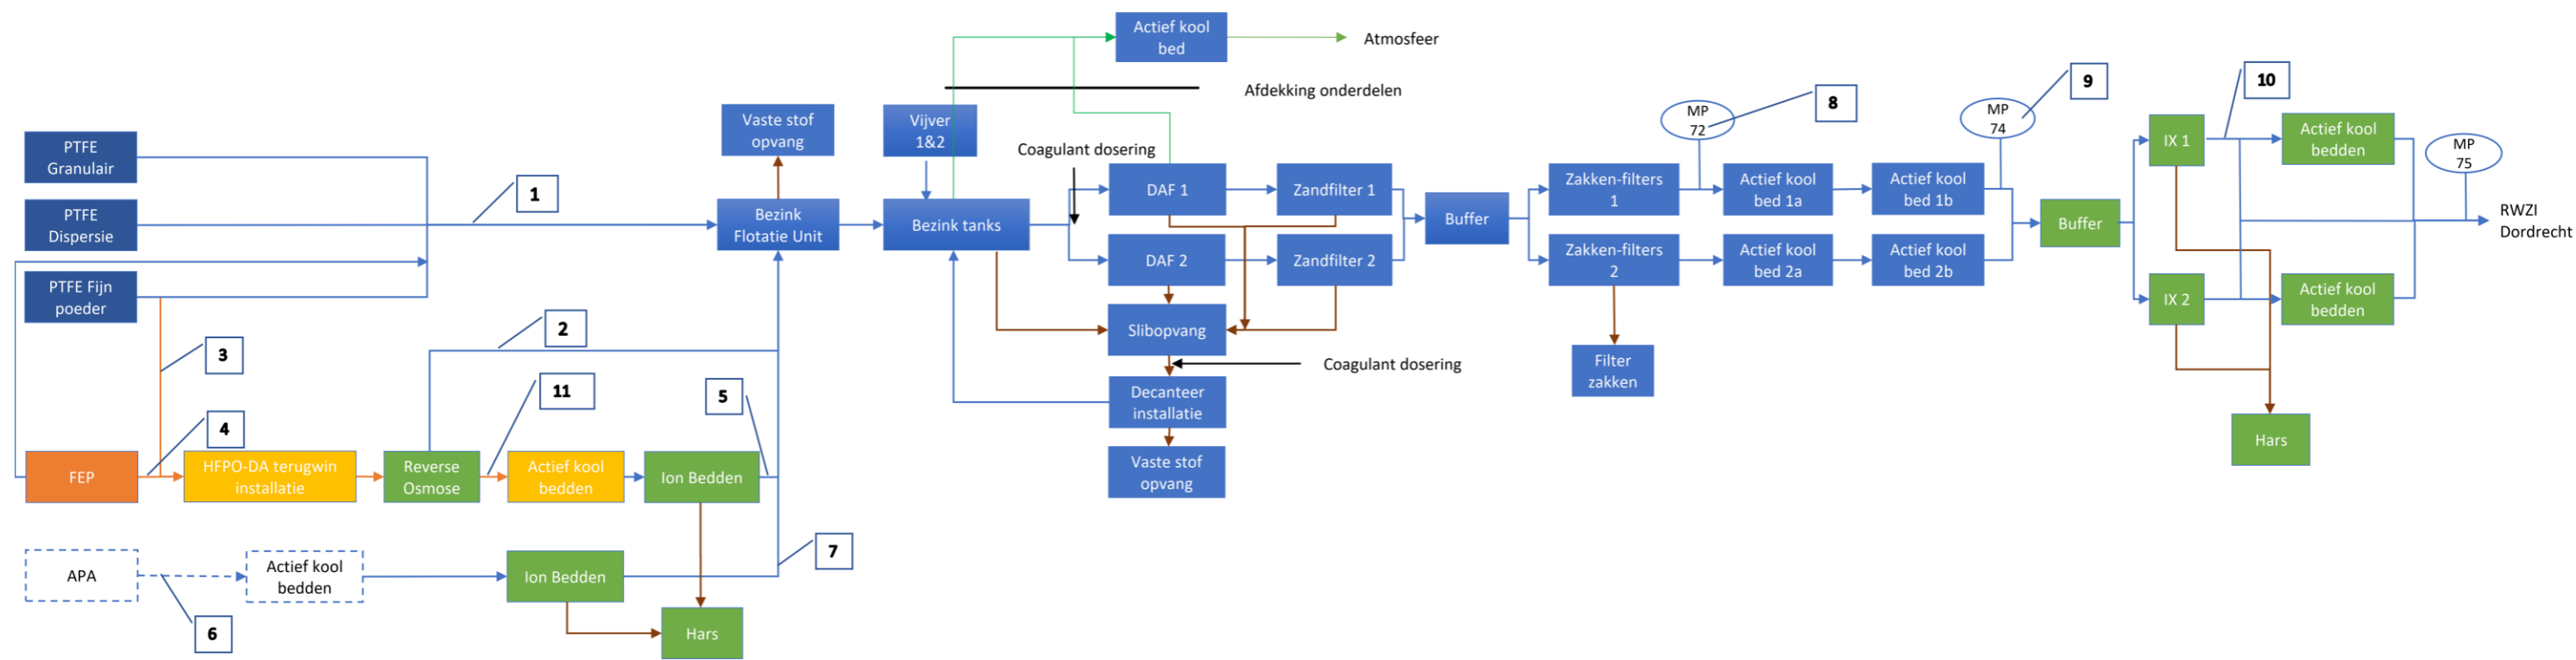 Actief kool
bed
Atmosfeer
Afdekking onderdelen
PTFE
Granulair
PTFE
Dispersie
PTFE Fijn
poeder
1
2
3
4
11
5
FEP
HFPO-DA terugwin
installatie
Reverse
Osmose
Actief kool
bedden
Ion Bedden
APA
Actief kool
bedden
Ion Bedden
6
7
Hars
Vaste stof
opvang
Bezink
Flotatie Unit
Vijver
1&2
Bezink tanks
Coagulant dosering
DAF 1
Zandfilter 1
DAF 2
Zandfilter 2
Slibopvang
Coagulant dosering
Decanteer
installatie
Vaste stof
opvang
Buffer
MP
72
8
Zakken-filters
1
Actief kool
bed 1a
Actief kool
bed 1b
Zakken-filters
2
Actief kool
bed 2a
Actief kool
bed 2b
Filter
zakken
MP
74
9
Buffer
10
IX 1
Actief kool
bedden
MP
75
RWZI
Dordrecht
IX 2
Actief kool
bedden
Hars